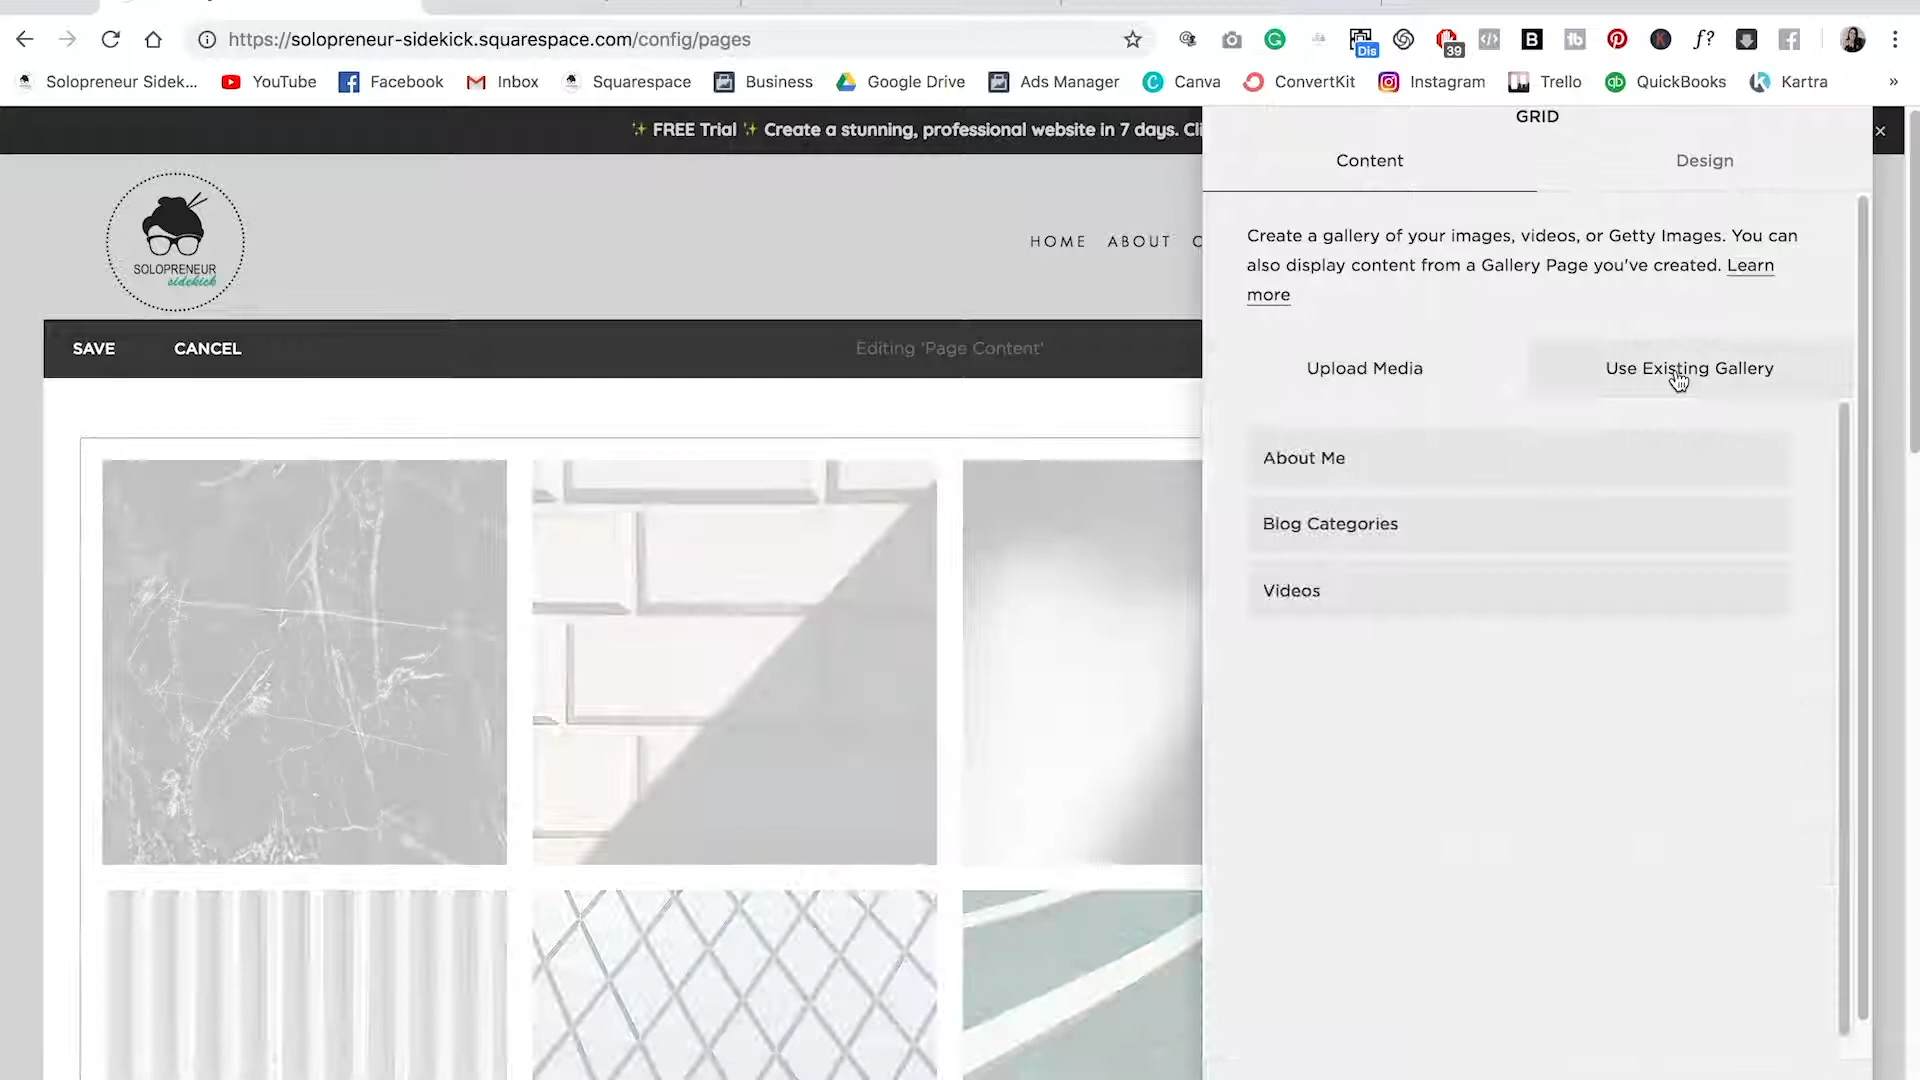 https://solopreneur-sidekick.squarespace.com/config/pages
Dis
39
</>
B
tb
K
f?
Solopreneur Sidek...
YouTube
Facebook
Inbox
Squarespace
Business
Google Drive
Ads Manager
Canva
ConvertKit
Instagram
Trello
QuickBooks
Kartra
»
✨ FREE Trial ✨ Create a stunning, professional website in 7 days. Cli
SOLOPRENEUR
sidekick
HOME ABOUT C
SAVE CANCEL Editing 'Page Content'
GRID
Content Design
Create a gallery of your images, videos, or Getty Images. You can
also display content from a Gallery Page you've created. Learn
more
Upload Media Use Existing Gallery
About Me
Blog Categories
Videos